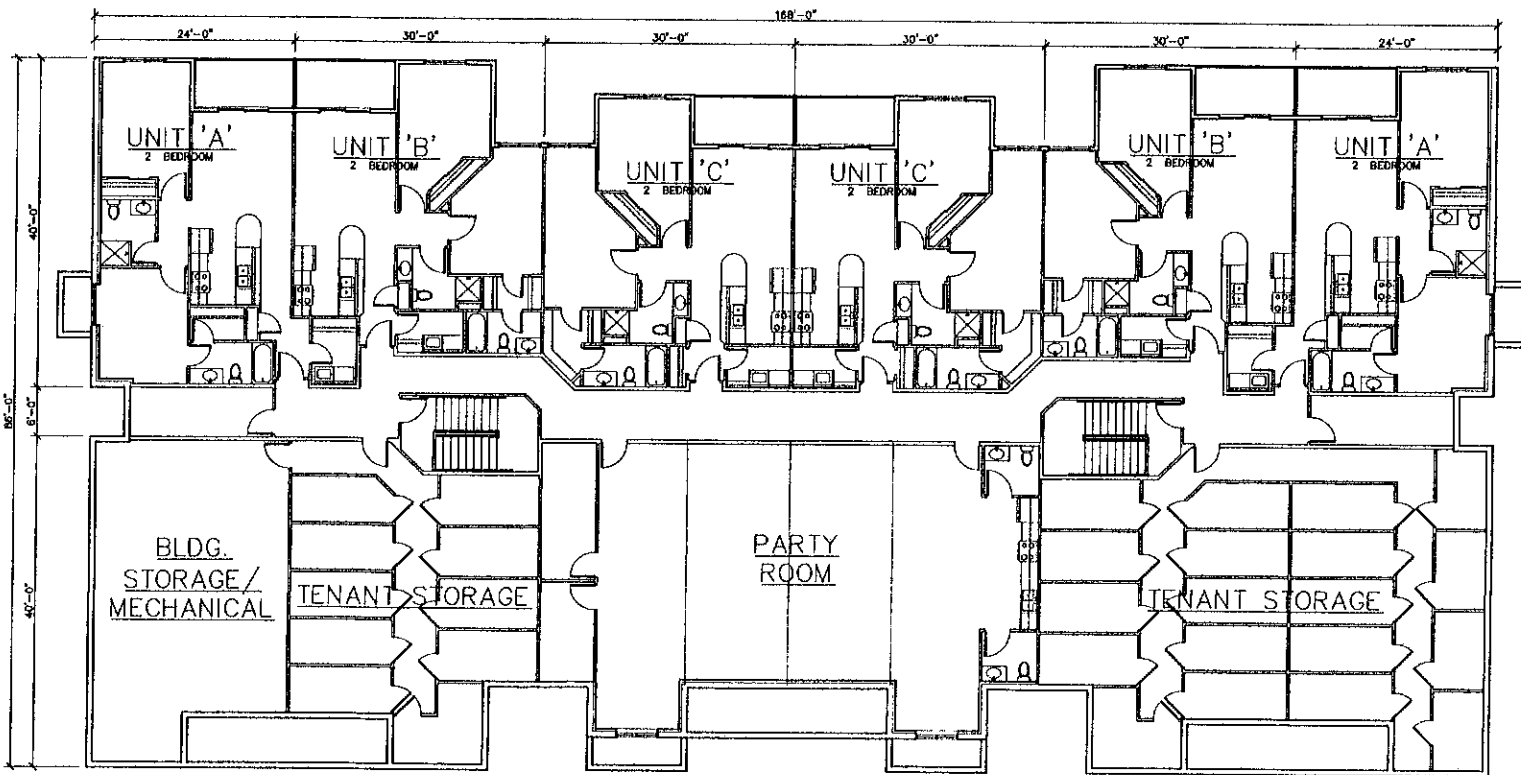 168'-0"
24'-0"
30'-0"
30'-0"
30'-0"
30'-0"
24'-0"
UNIT 'A'
2 BEDROOM
UNIT 'B'
2 BEDROOM
UNIT 'C'
2 BEDROOM
UNIT 'C'
2 BEDROOM
UNIT 'B'
2 BEDROOM
UNIT 'A'
2 BEDROOM
40'-0"
86'-0"
6'-0"
40'-0"
BLDG.
STORAGE/
MECHANICAL
TENANT STORAGE
PARTY
ROOM
TENANT STORAGE